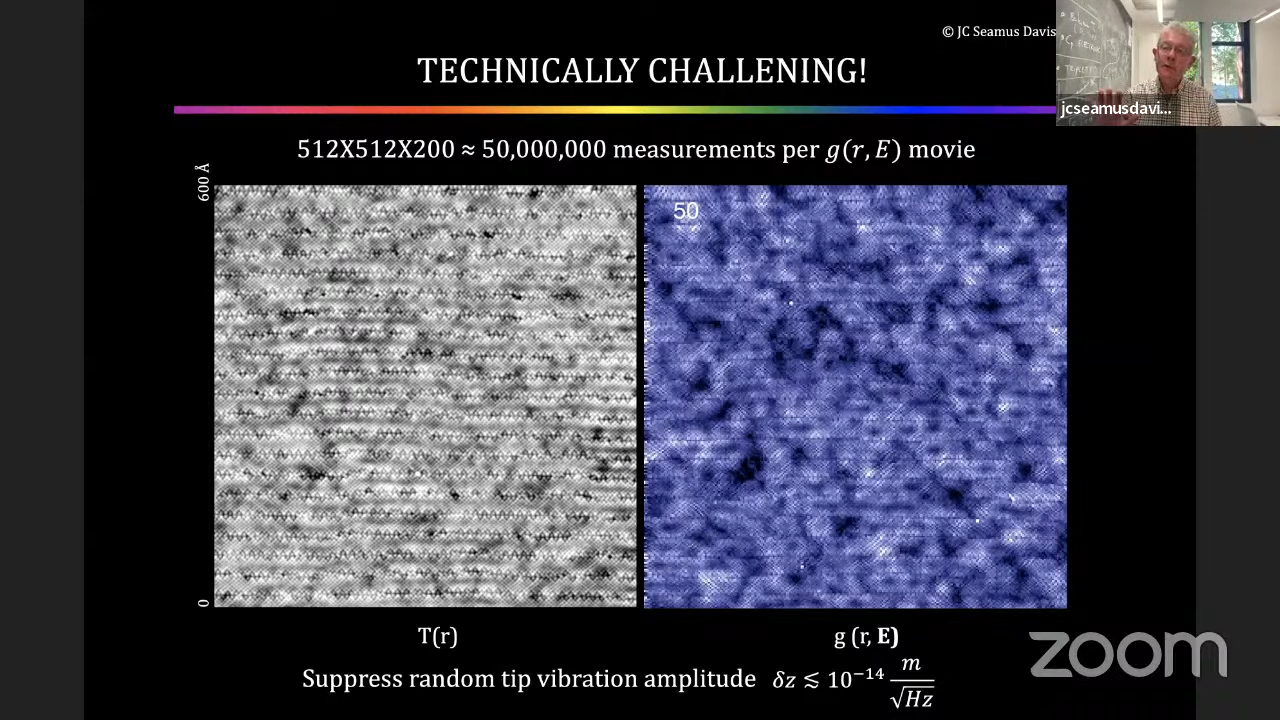 © JC Seamus Davis
TECHNICALLY CHALLENING!
jcseamusdavi...
512X512X200 ≈ 50,000,000 measurements per g(r, E) movie
600 Å
50
0
T(r)
g (r, E)
Suppress random tip vibration amplitude δz ≲ 10⁻¹⁴ m/√Hz
zoom